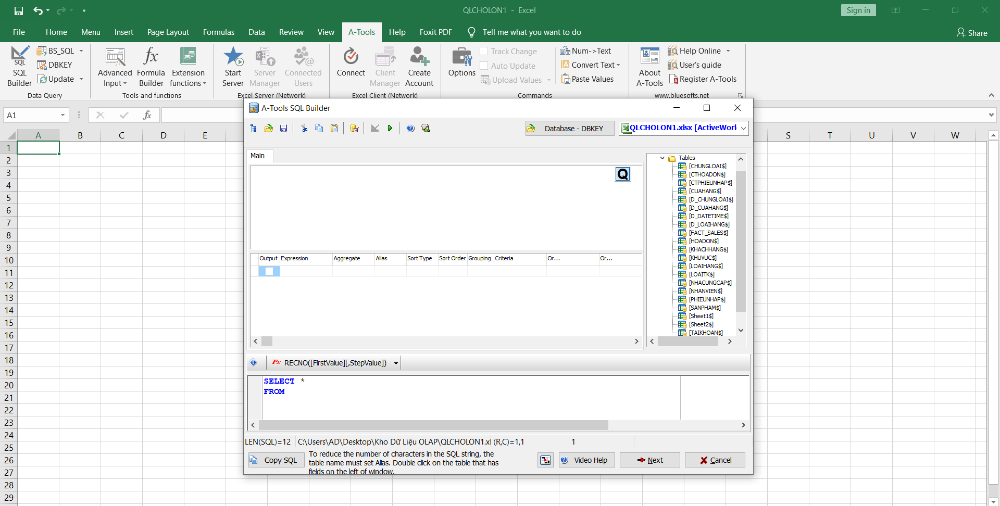 QLCHOLON1 - Excel
Sign in
File Home Menu Insert Page Layout Formulas Data Review View A-Tools Help Foxit PDF Tell me what you want to do Share
SQL
SQL Builder
BS_SQL
DBKEY
Update
Data Query
Advanced Input
Formula Builder
Extension functions
Tools and functions
Start Server
Server Manager
Connected Users
Excel Server (Network)
Connect
Client Manager
Create Account
Excel Client (Network)
Options
Track Change
Auto Update
Upload Values
Num->Text
Convert Text
Paste Values
Commands
About A-Tools
Help Online
User's guide
Register A-Tools
www.bluesofts.net
A1
fx
A B C D E S T U V W
1
2
3
4
5
6
7
8
9
10
11
12
13
14
15
16
17
18
19
20
21
22
23
24
25
26
27
28
29
A-Tools SQL Builder
Database - DBKEY
QLCHOLON1.xlsx [ActiveWork
Main
Q
Output Expression Aggregate Alias Sort Type Sort Order Grouping Criteria Or... Or...
Tables
[CHUNGLOAI$]
[CTHOADON$]
[CTPHIEUNHAP$]
[CUAHANG$]
[D_CHUNGLOAI$]
[D_CUAHANG$]
[D_DATETIME$]
[D_LOAIHANG$]
[FACT_SALES$]
[HOADON$]
[KHACHHANG$]
[KHUVUC$]
[LOAIHANG$]
[LOAITK$]
[NHACUNGCAP$]
[NHANVIEN$]
[PHIEUNHAP$]
[SANPHAM$]
[Sheet1$]
[Sheet2$]
[TAIKHOAN$]
RECNO([FirstValue][,StepValue])
SELECT *
FROM
LEN(SQL)=12 C:\Users\AD\Desktop\Kho Dữ Liệu OLAP\QLCHOLON1.xl (R,C)=1,1 1
Copy SQL
To reduce the number of characters in the SQL string, the
table name must set Alias. Double click on the table that has
fields on the left of window.
Video Help
Next
Cancel